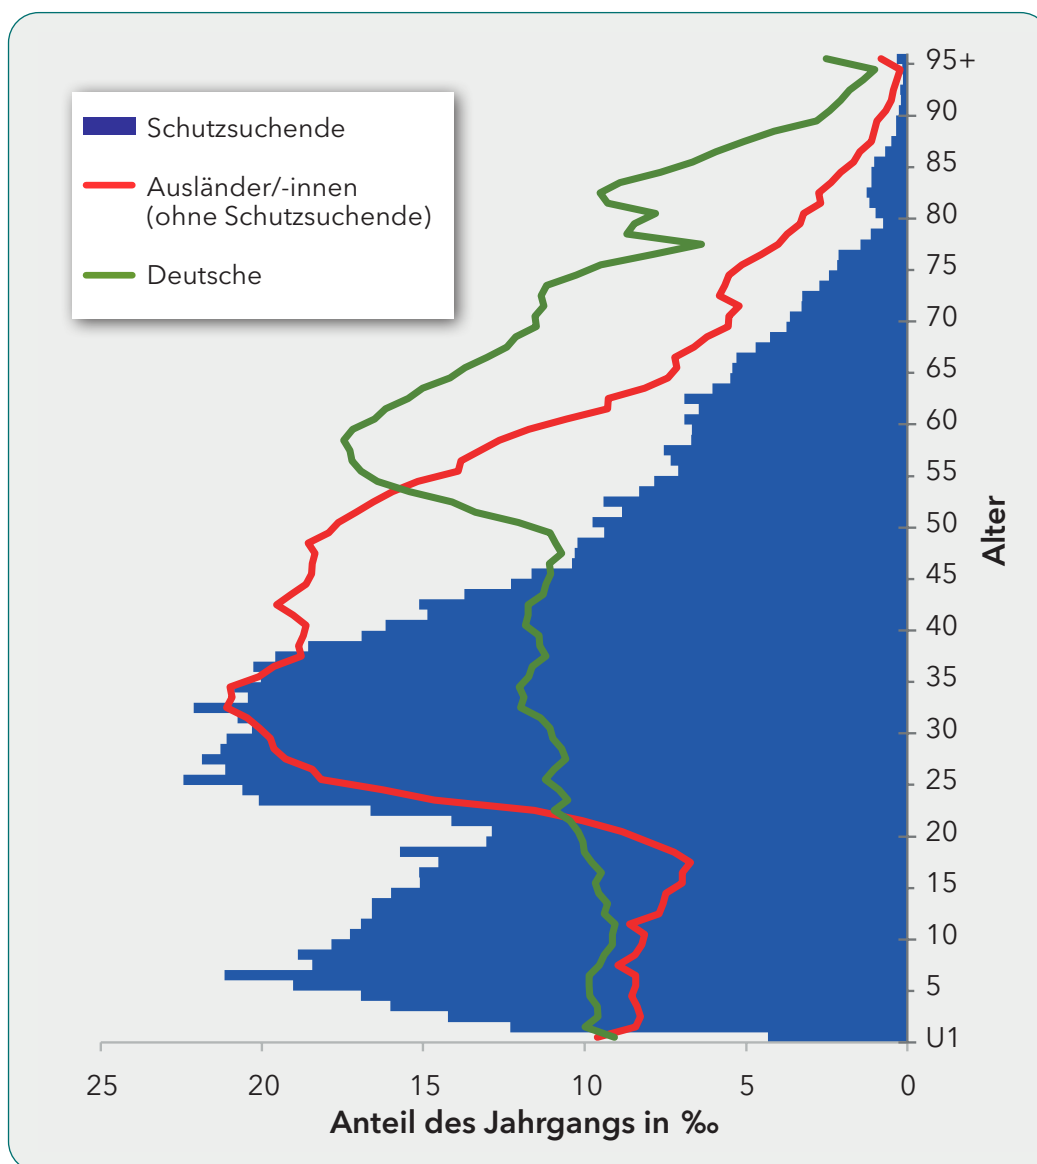 Schutzsuchende
Ausländer/-innen
(ohne Schutzsuchende)
Deutsche
95+
90
85
80
75
70
65
60
55
50
45
40
35
30
25
20
15
10
5
U1
Alter
25 20 15 10 5 0
Anteil des Jahrgangs in ‰